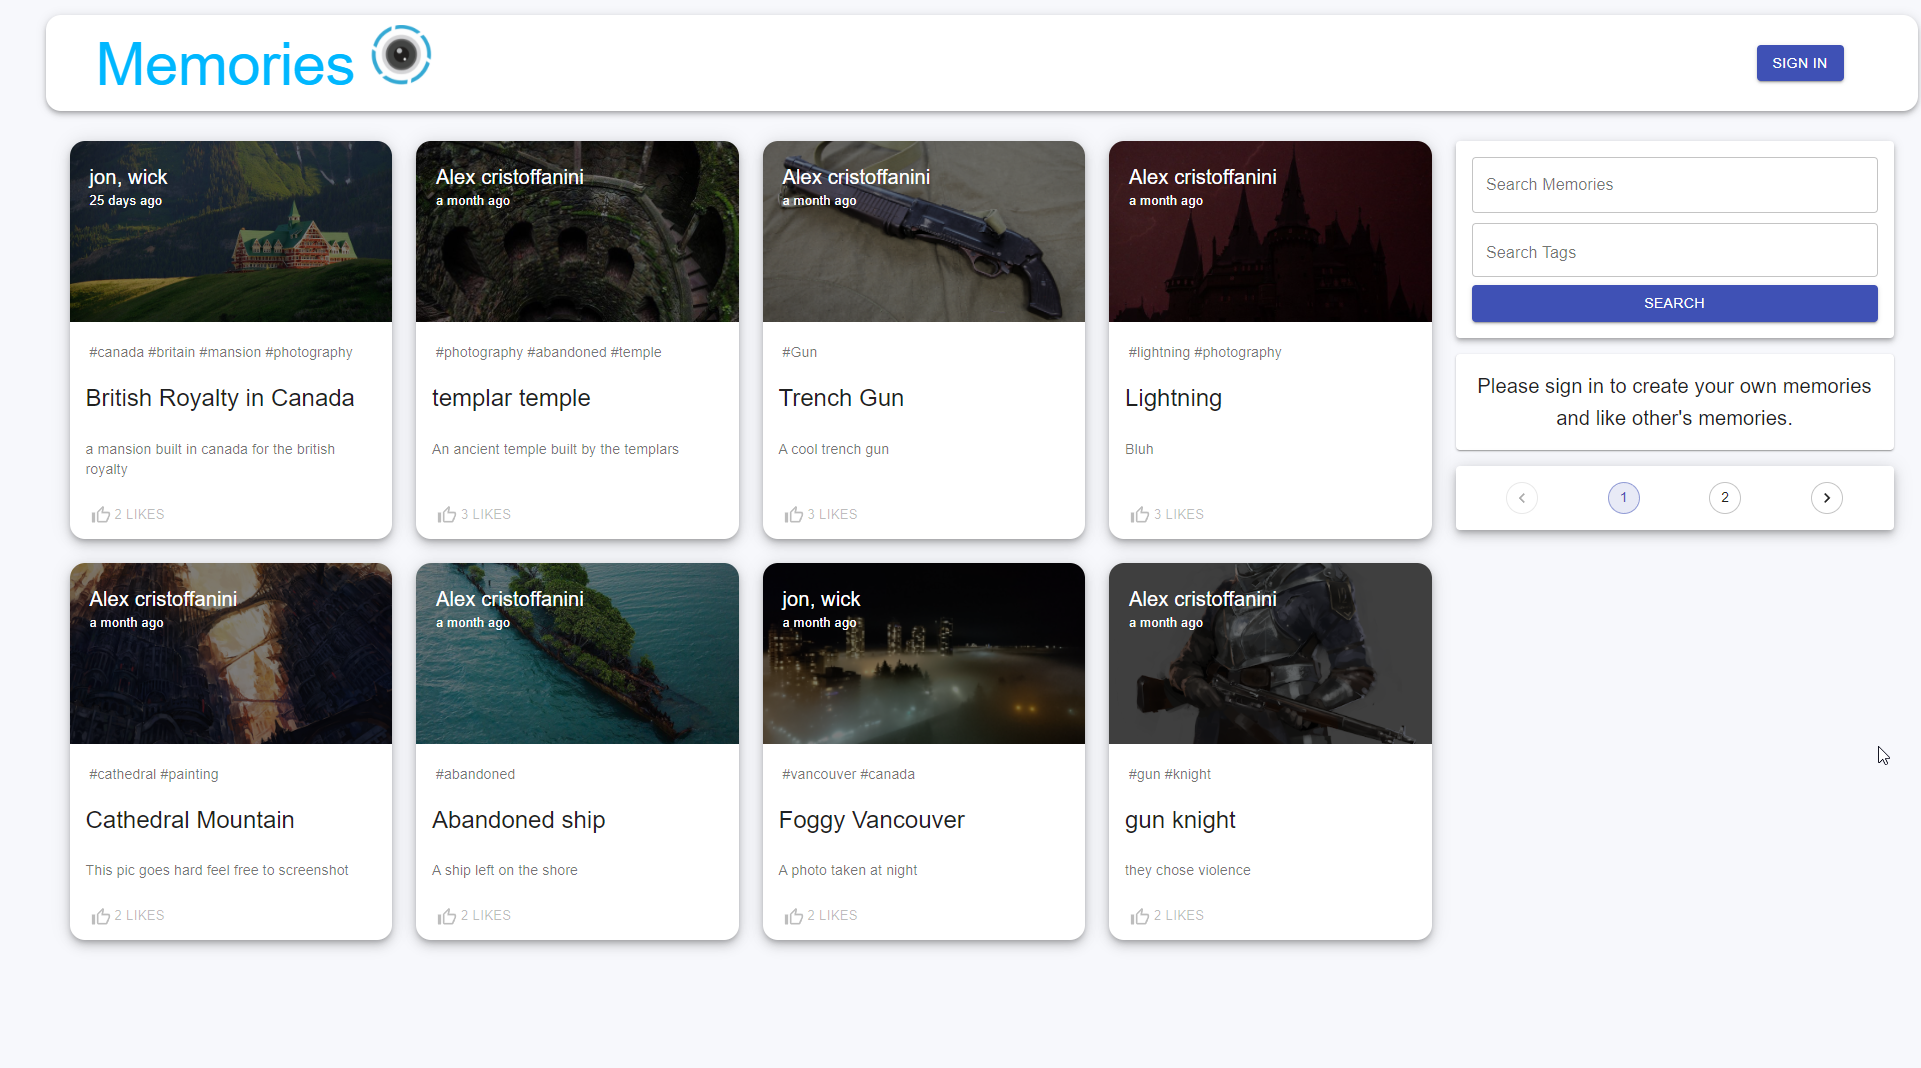 Memories
SIGN IN
jon, wick
25 days ago
#canada #britain #mansion #photography
British Royalty in Canada
a mansion built in canada for the british
royalty
2 LIKES
Alex cristoffanini
a month ago
#photography #abandoned #temple
templar temple
An ancient temple built by the templars
3 LIKES
Alex cristoffanini
a month ago
#Gun
Trench Gun
A cool trench gun
3 LIKES
Alex cristoffanini
a month ago
#lightning #photography
Lightning
Bluh
3 LIKES
Alex cristoffanini
a month ago
#cathedral #painting
Cathedral Mountain
This pic goes hard feel free to screenshot
2 LIKES
Alex cristoffanini
a month ago
#abandoned
Abandoned ship
A ship left on the shore
2 LIKES
jon, wick
a month ago
#vancouver #canada
Foggy Vancouver
A photo taken at night
2 LIKES
Alex cristoffanini
a month ago
#gun #knight
gun knight
they chose violence
2 LIKES
Search Memories
Search Tags
SEARCH
Please sign in to create your own memories
and like other's memories.
1 2